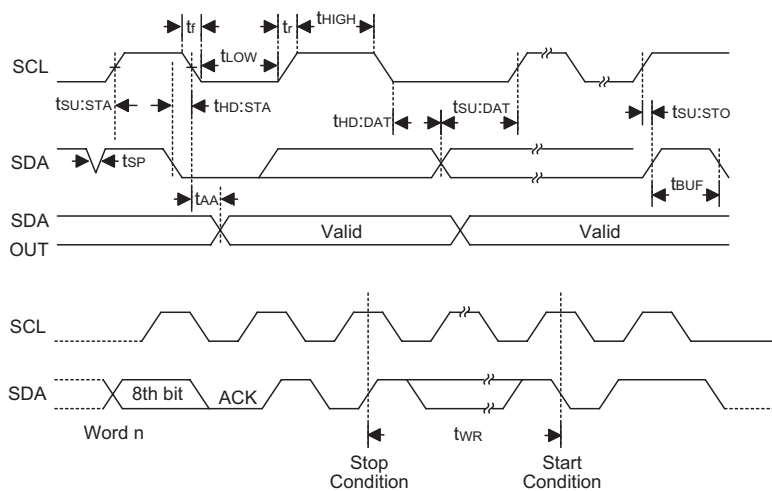 tf tr tHIGH
tLOW
SCL
tSU:STA tHD:STA tHD:DAT tSU:DAT tSU:STO
SDA tSP tBUF
tAA
SDA
OUT Valid Valid
SCL
SDA 8th bit ACK
Word n tWR
Stop Start
Condition Condition